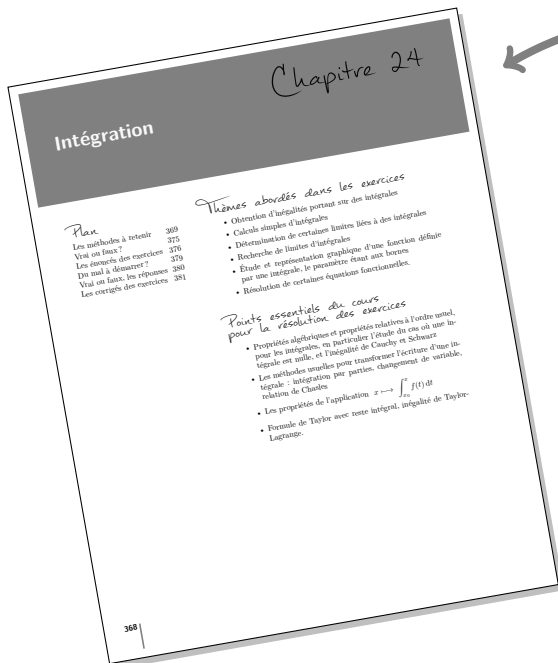 Chapitre 24
Intégration
Plan
Les méthodes à retenir 369
Vrai ou faux ? 375
Les énoncés des exercices 376
Du mal à démarrer ? 379
Vrai ou faux, les réponses 380
Les corrigés des exercices 381
Thèmes abordés dans les exercices
• Obtention d'inégalités portant sur des intégrales
• Calculs simples d'intégrales
• Détermination de certaines limites liées à des intégrales
• Recherche de limites d'intégrales
• Étude et représentation graphique d'une fonction définie
par une intégrale, le paramètre étant aux bornes
• Résolution de certaines équations fonctionnelles.
Points essentiels du cours
pour la résolution des exercices
• Propriétés algébriques et propriétés relatives à l'ordre usuel,
pour les intégrales, en particulier l'étude du cas où une in-
tégrale est nulle, et l'inégalité de Cauchy et Schwarz
• Les méthodes usuelles pour transformer l'écriture d'une in-
tégrale : intégration par parties, changement de variable,
relation de Chasles
• Les propriétés de l'application x ⟼ ∫_{x₀}^{x} f(t) dt
• Formule de Taylor avec reste intégral, inégalité de Taylor-
Lagrange.
368